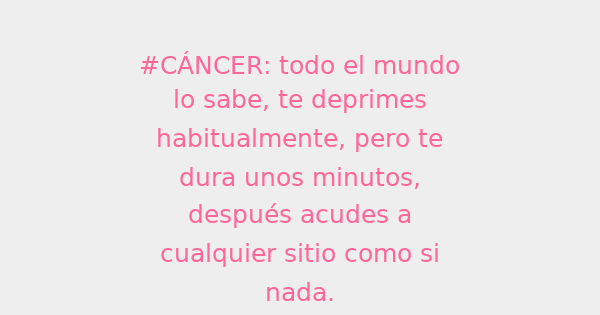 #CÁNCER: todo el mundo
lo sabe, te deprimes
habitualmente, pero te
dura unos minutos,
después acudes a
cualquier sitio como si
nada.